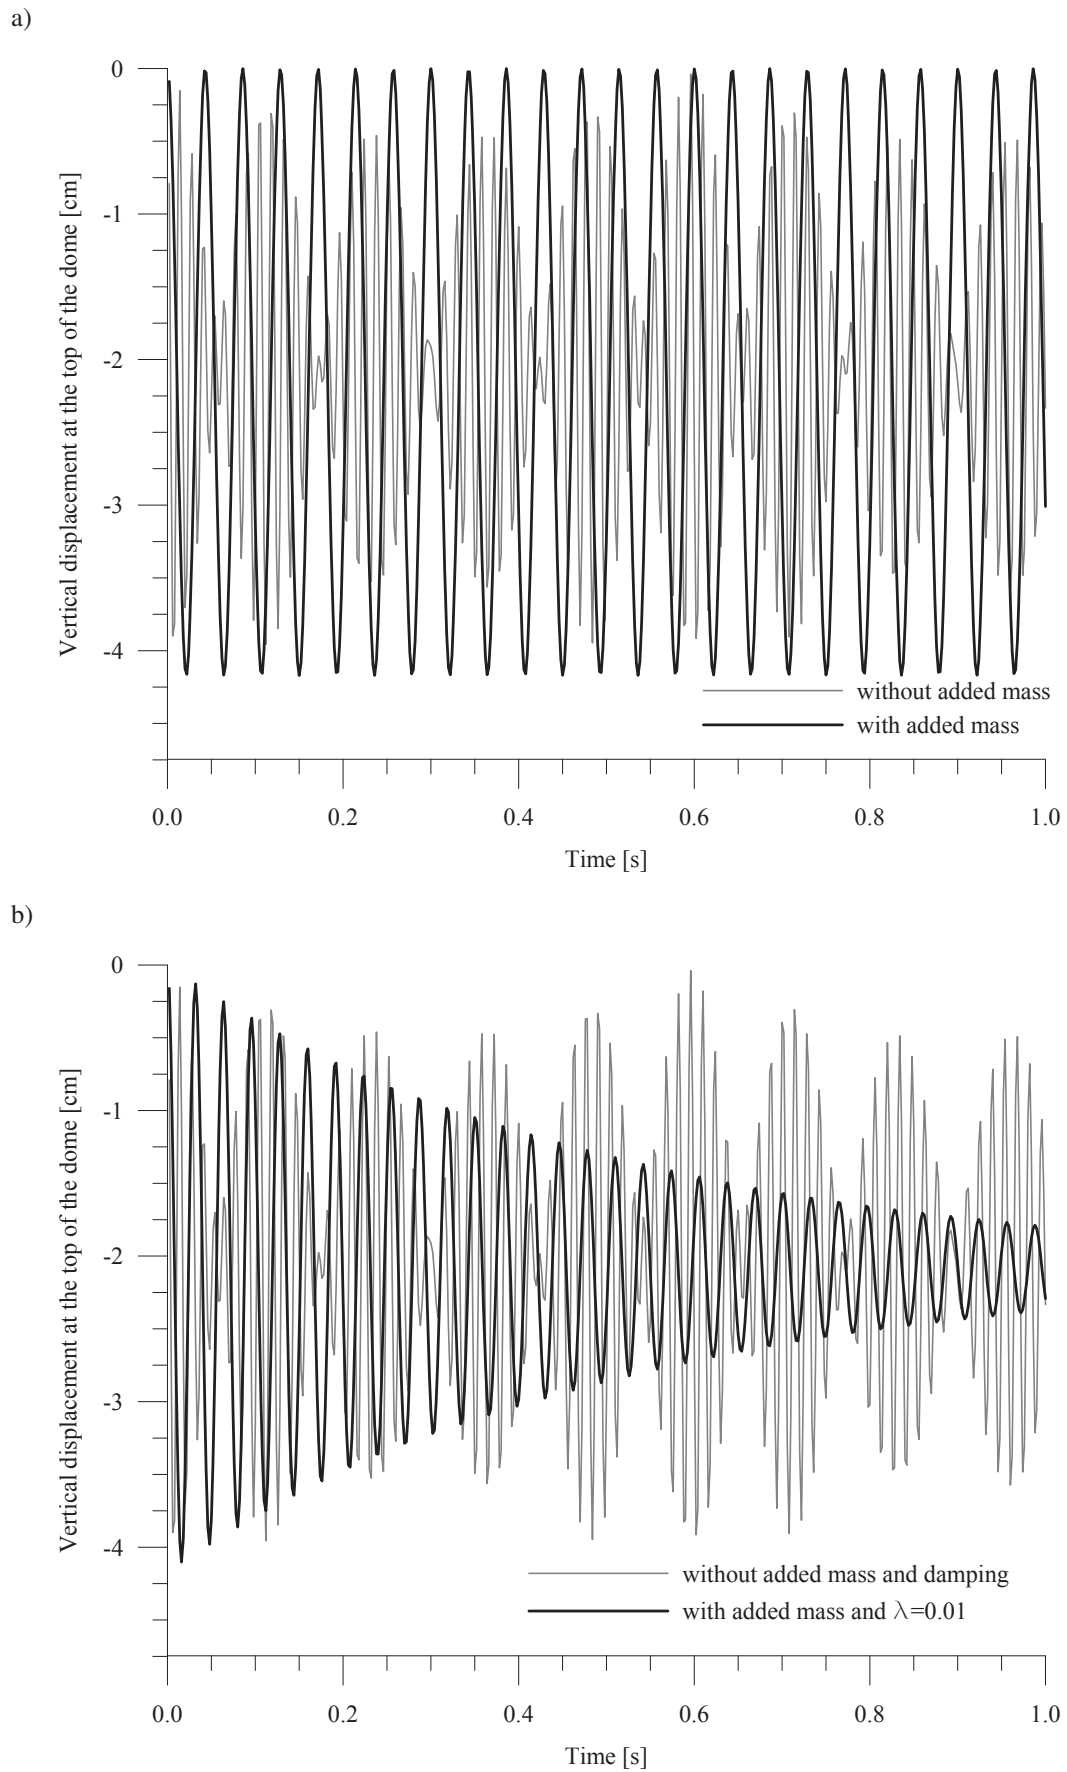 a)
0
-1
-2
-3
-4
Vertical displacement at the top of the dome [cm]
without added mass
with added mass
0.0 0.2 0.4 0.6 0.8 1.0
Time [s]
b)
0
-1
-2
-3
-4
Vertical displacement at the top of the dome [cm]
without added mass and damping
with added mass and λ=0.01
0.0 0.2 0.4 0.6 0.8 1.0
Time [s]